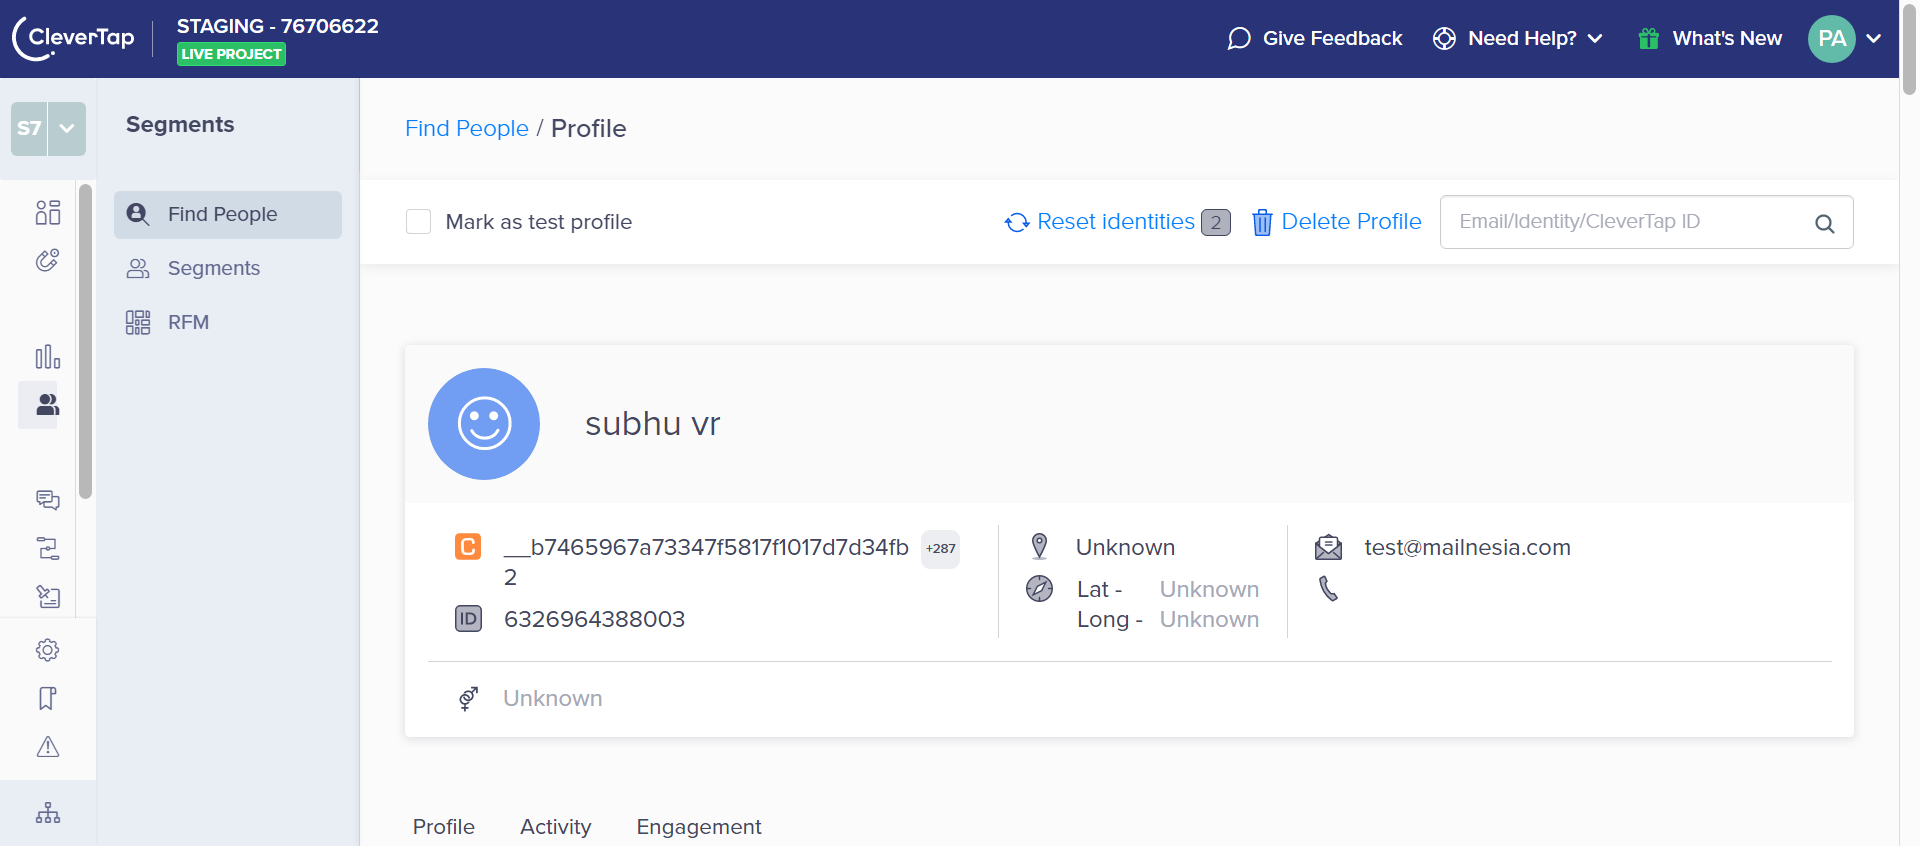 CleverTap
STAGING - 76706622
LIVE PROJECT
Give Feedback
Need Help?
What's New
PA
S7
Segments
Find People
Segments
RFM
Find People / Profile
Mark as test profile
Reset identities 2
Delete Profile
Email/Identity/CleverTap ID
subhu vr
C
__b7465967a73347f5817f1017d7d34fb
2
+287
ID
6326964388003
Unknown
Lat - Unknown
Long - Unknown
test@mailnesia.com
Unknown
Profile
Activity
Engagement